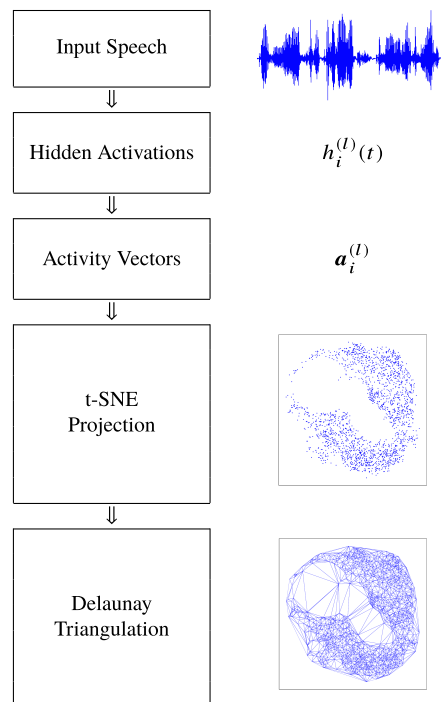 Input Speech
⇓
Hidden Activations
h_i^{(l)}(t)
⇓
Activity Vectors
a_i^{(l)}
⇓
t-SNE
Projection
⇓
Delaunay
Triangulation